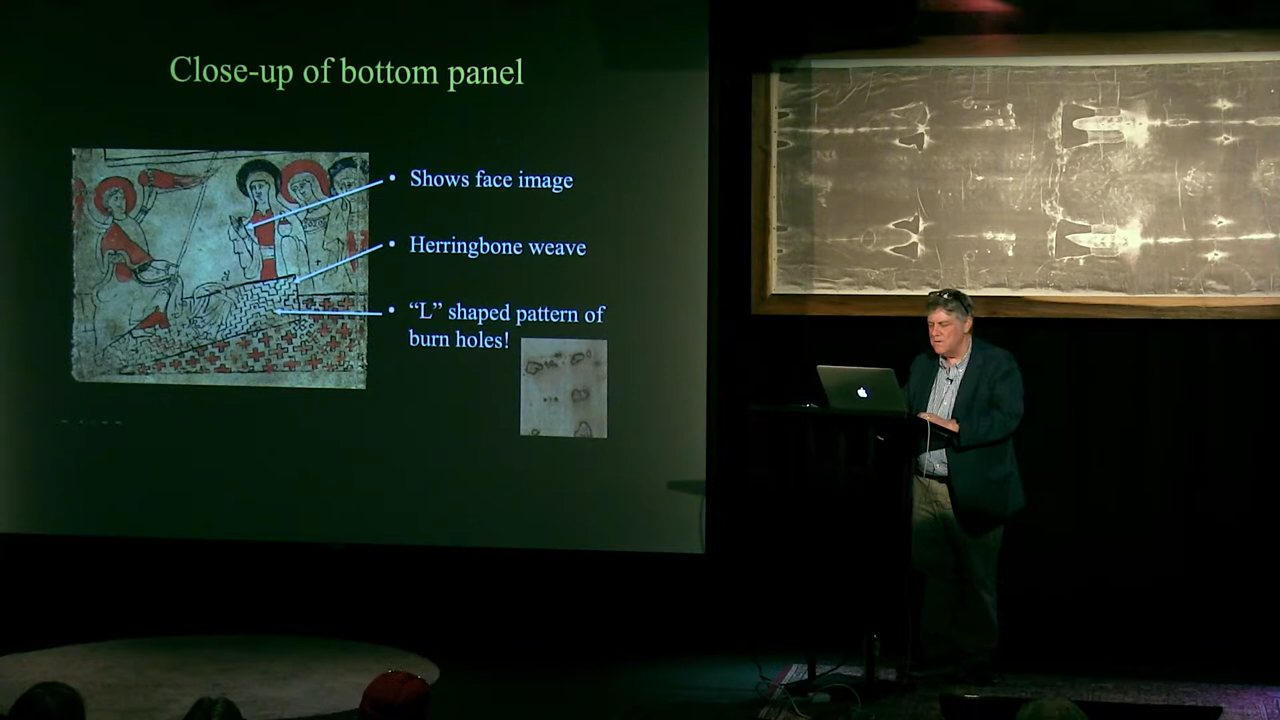 Close-up of bottom panel
• Shows face image
• Herringbone weave
• “L” shaped pattern of
burn holes!